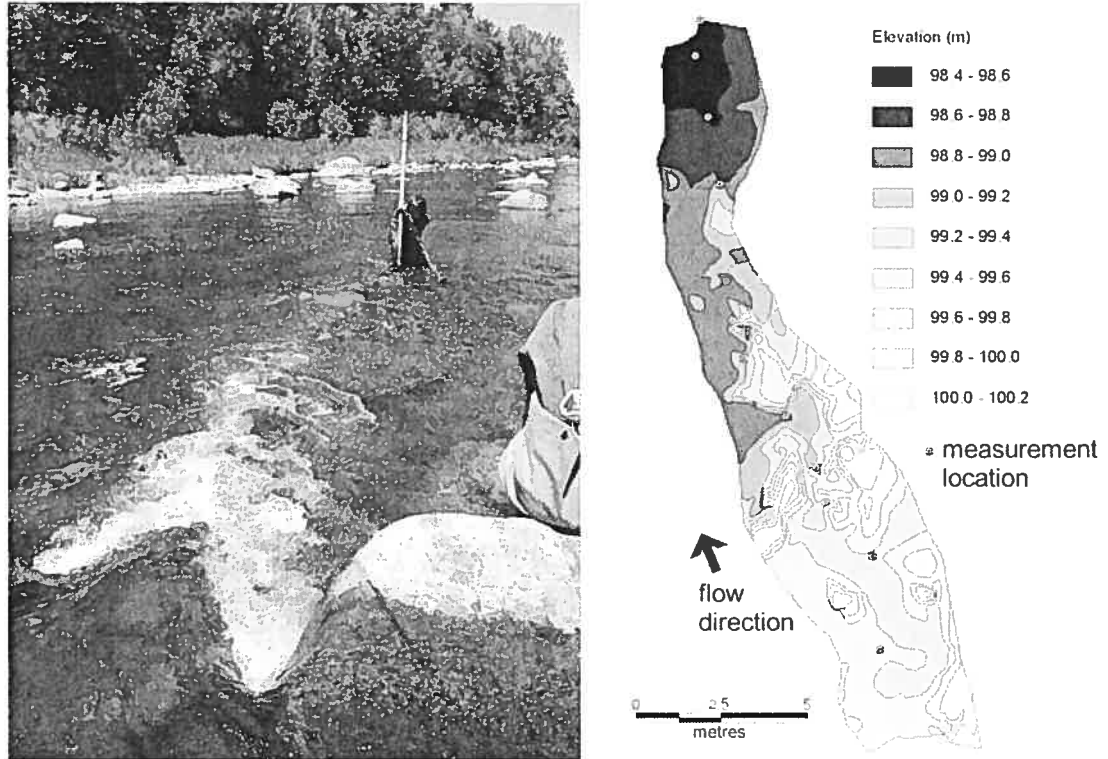 Elevation (m)
98 4 - 98 6
98.6 - 98.8
98 8 - 99.0
99.0 - 99 2
99.2 - 99.4
99.4 - 99.6
99.6 - 99.8
99 8 - 100.0
100.0 - 100.2
measurement
location
flow
direction
0 2 5 5
metres